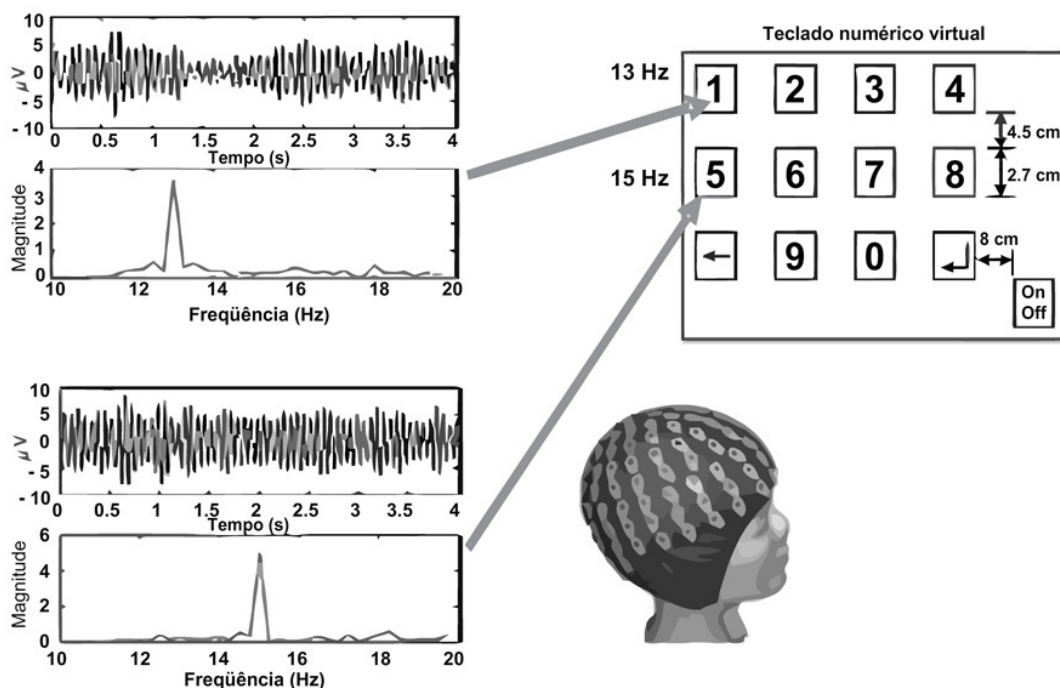 10
5
0
- 5
- 10
μV
0 0.5 1 1.5 2 2.5 3 3.5 4
Tempo (s)
4
3
2
1
0
Magnitude
10 12 14 16 18 20
Freqüência (Hz)
10
5
0
- 5
- 10
μV
0 0.5 1 1.5 2 2.5 3 3.5 4
Tempo (s)
6
4
2
0
Magnitude
10 12 14 16 18 20
Freqüência (Hz)
Teclado numérico virtual
13 Hz
1 2 3 4
4.5 cm
15 Hz
5 6 7 8
2.7 cm
9 0
8 cm
On
Off